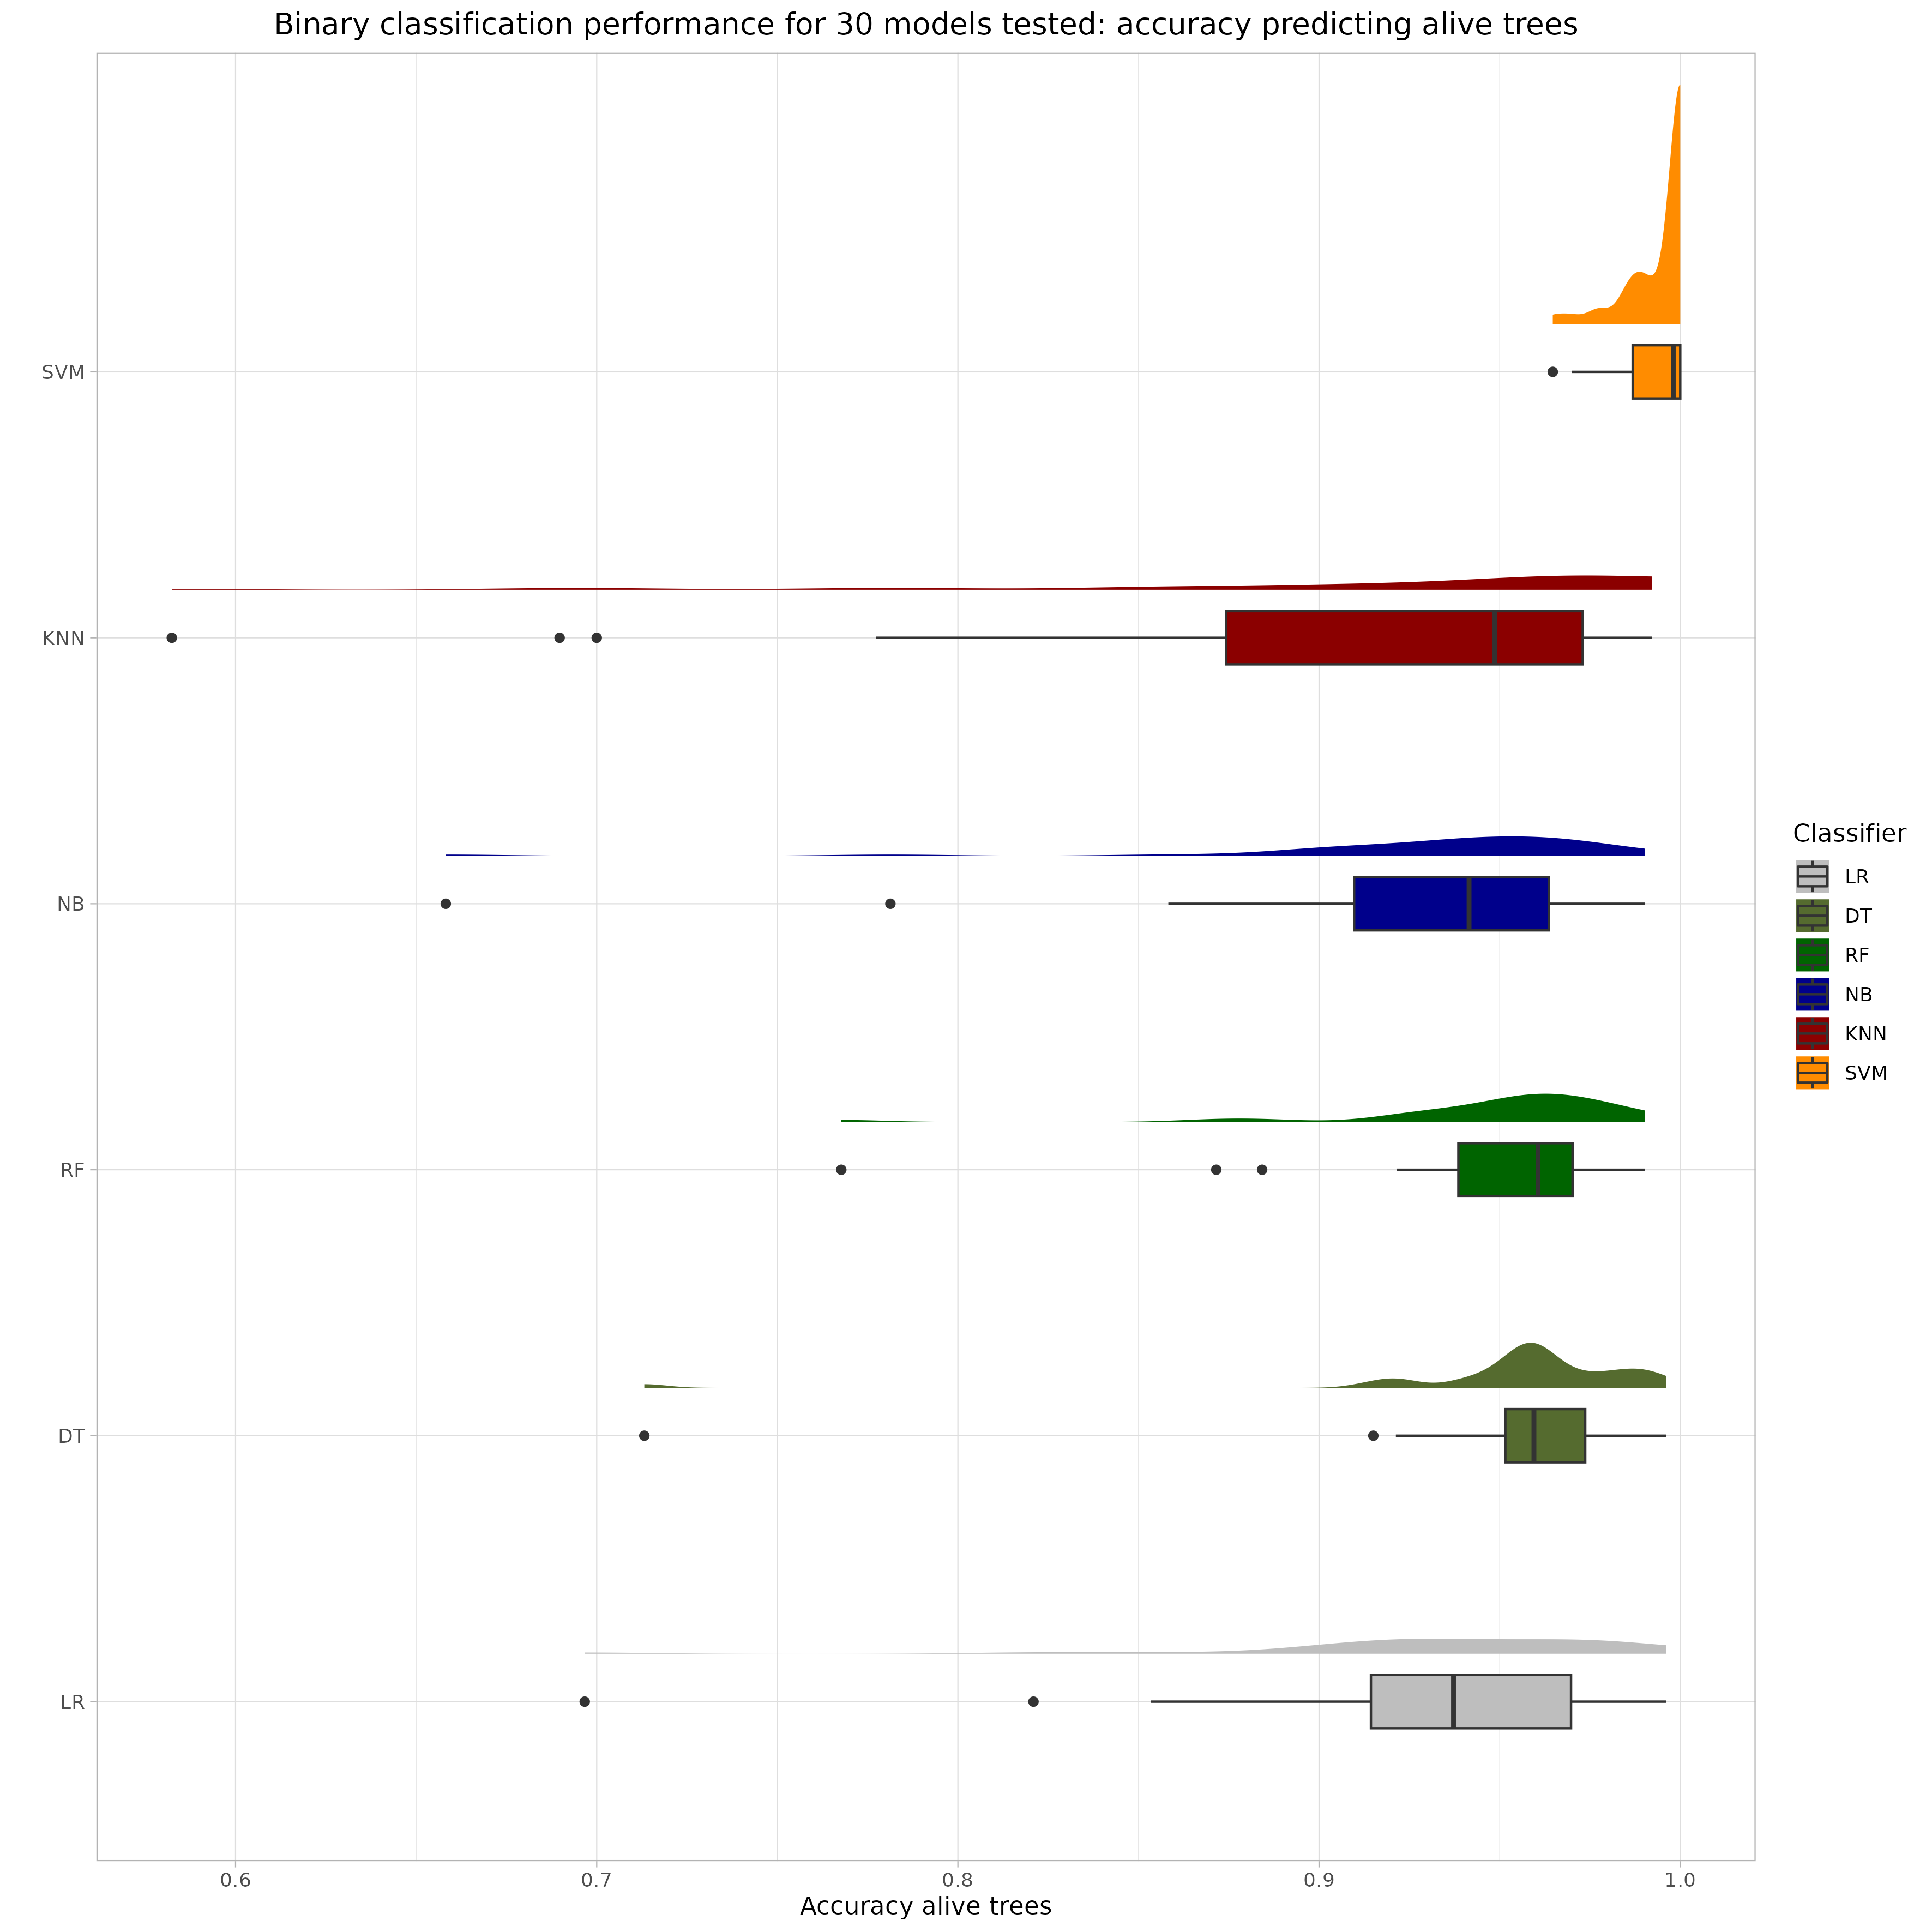 Binary classification performance for 30 models tested: accuracy predicting alive trees
SVM
KNN
NB
RF
DT
LR
0.6 0.7 0.8 0.9 1.0
Accuracy alive trees
Classifier
LR
DT
RF
NB
KNN
SVM